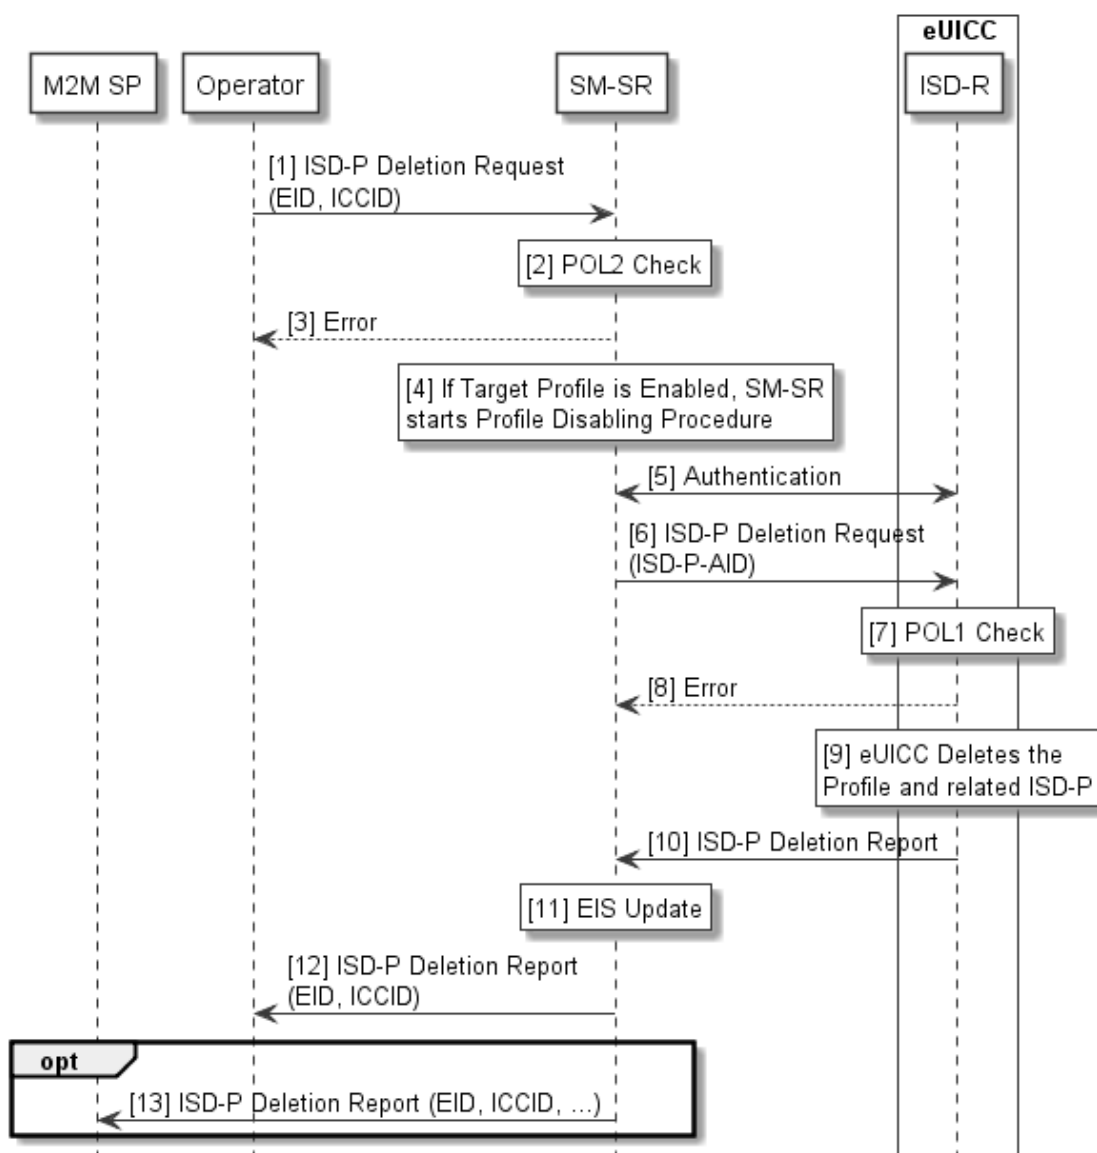 eUICC
M2M SP
Operator
SM-SR
ISD-R
[1] ISD-P Deletion Request
(EID, ICCID)
[2] POL2 Check
[3] Error
[4] If Target Profile is Enabled, SM-SR
starts Profile Disabling Procedure
[5] Authentication
[6] ISD-P Deletion Request
(ISD-P-AID)
[7] POL1 Check
[8] Error
[9] eUICC Deletes the
Profile and related ISD-P
[10] ISD-P Deletion Report
[11] EIS Update
[12] ISD-P Deletion Report
(EID, ICCID)
opt
[13] ISD-P Deletion Report (EID, ICCID, ...)